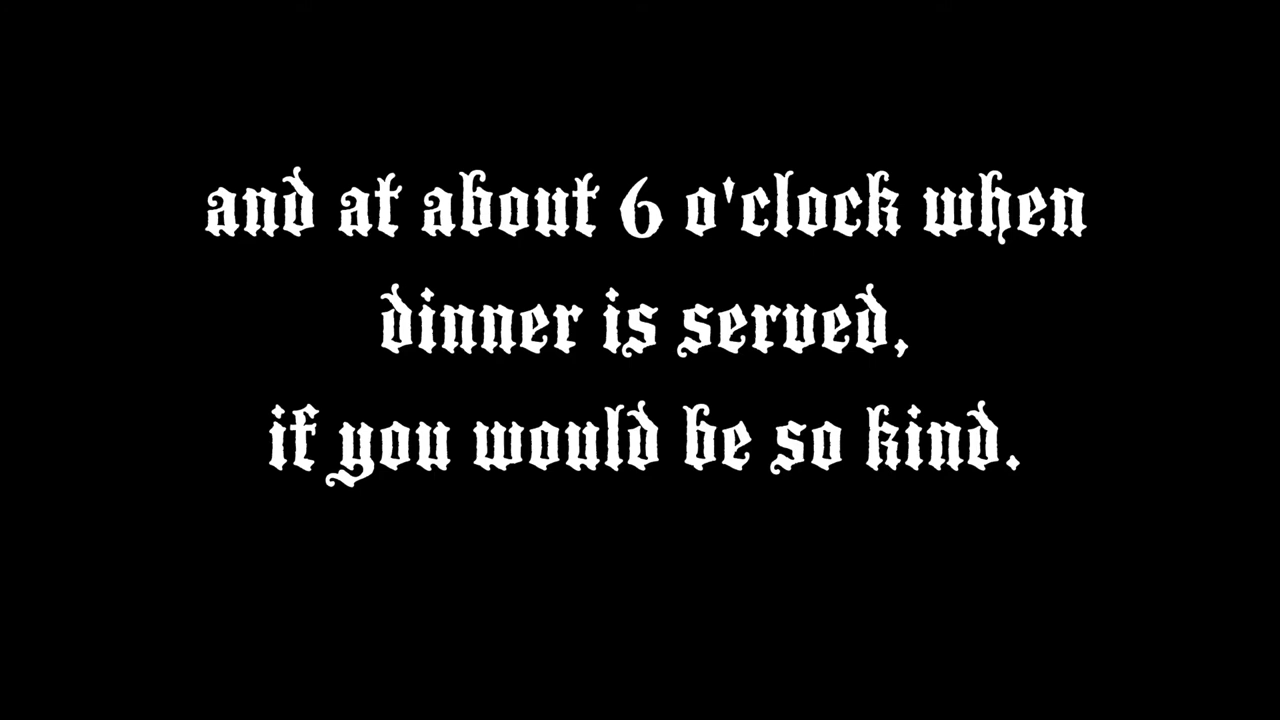 and at about 6 o'clock when
dinner is served,
if you would be so kind.